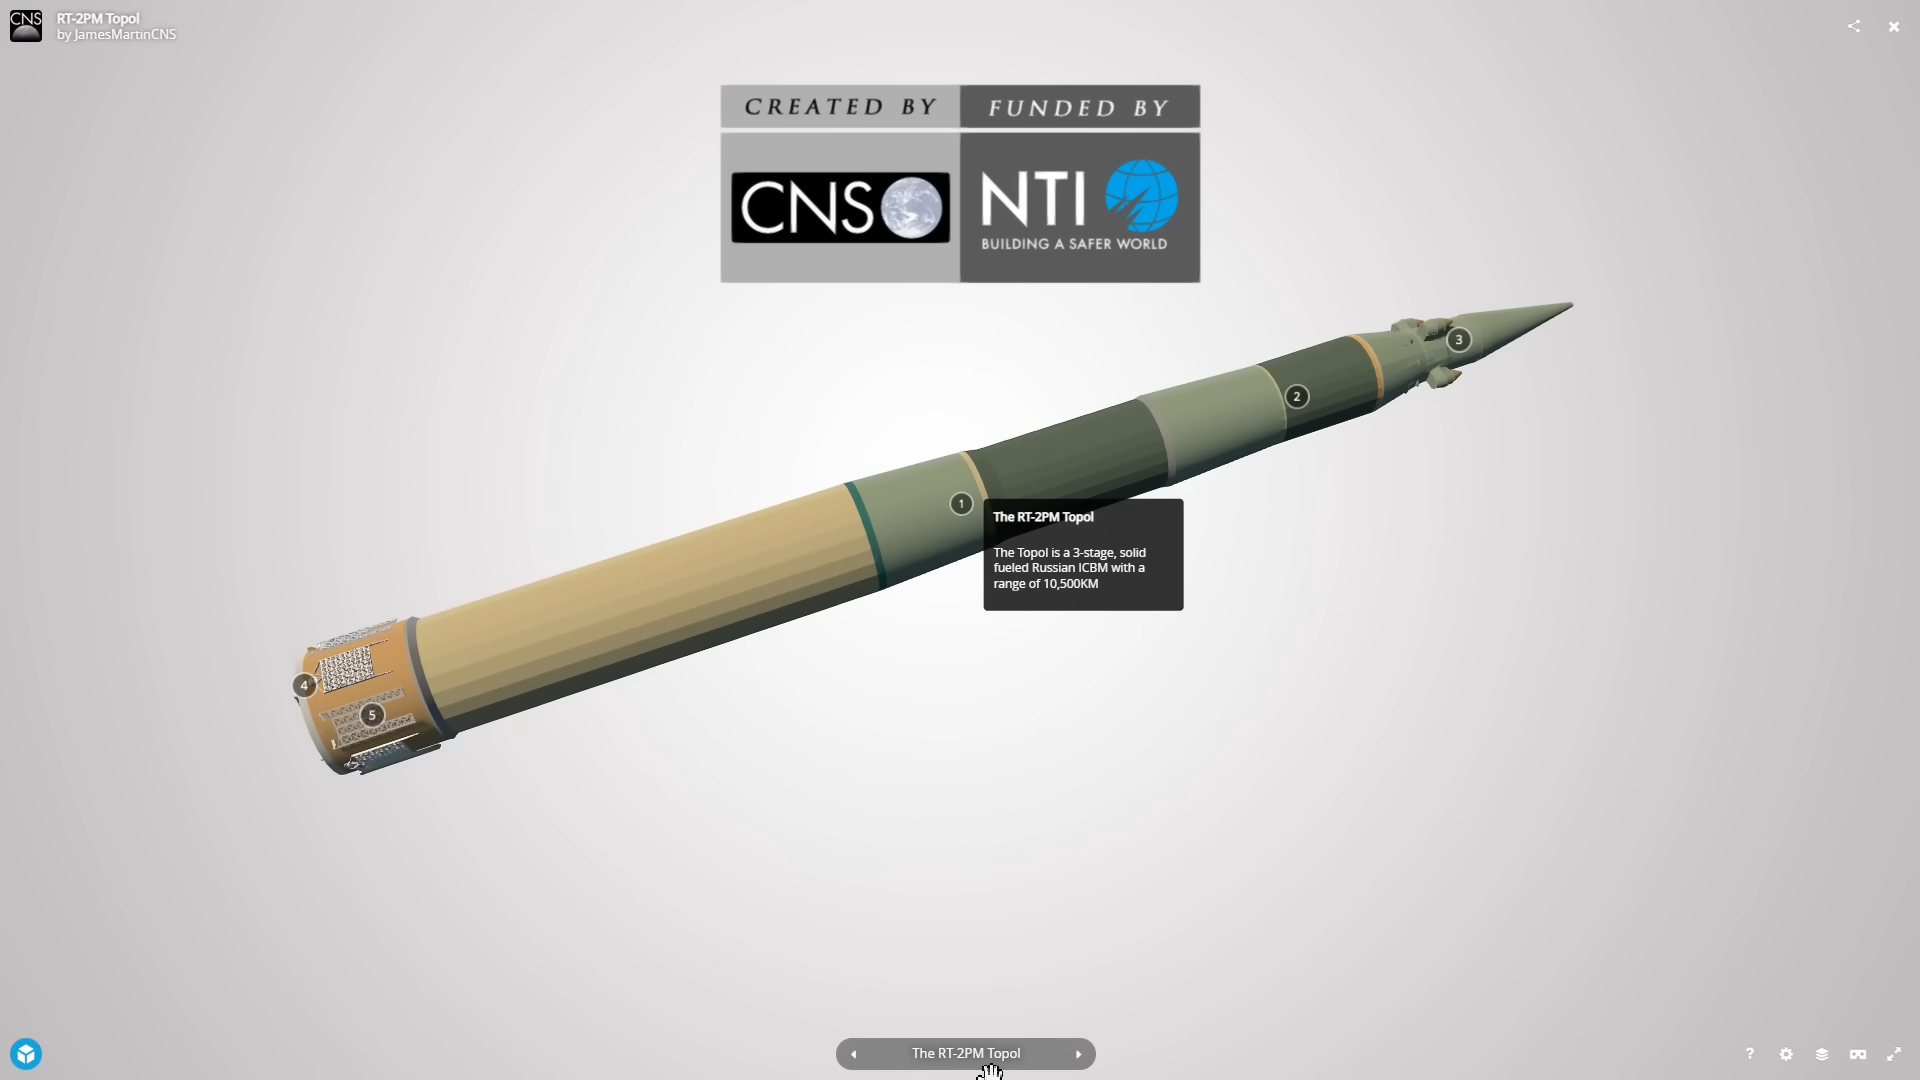 CNS
RT-2PM Topol
by JamesMartinCNS
CREATED BY
FUNDED BY
CNS
NTI
BUILDING A SAFER WORLD
3
2
1
The RT-2PM Topol
The Topol is a 3-stage, solid
fueled Russian ICBM with a
range of 10,500KM
4
5
The RT-2PM Topol
?